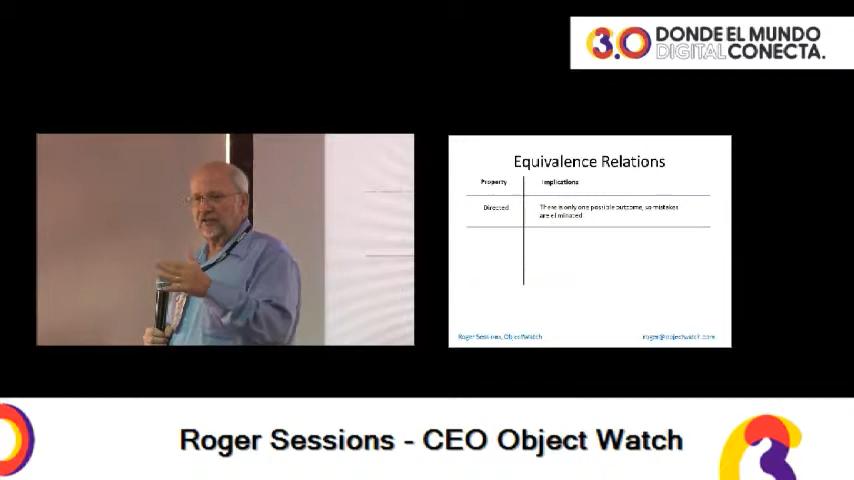 3.0 DONDE EL MUNDO
DIGITAL CONECTA.
Equivalence Relations
Property Implications
Directed There is only one possible outcome, so mistakes
are eliminated
Roger Sessions, ObjectWatch roger@objectwatch.com
Roger Sessions - CEO Object Watch